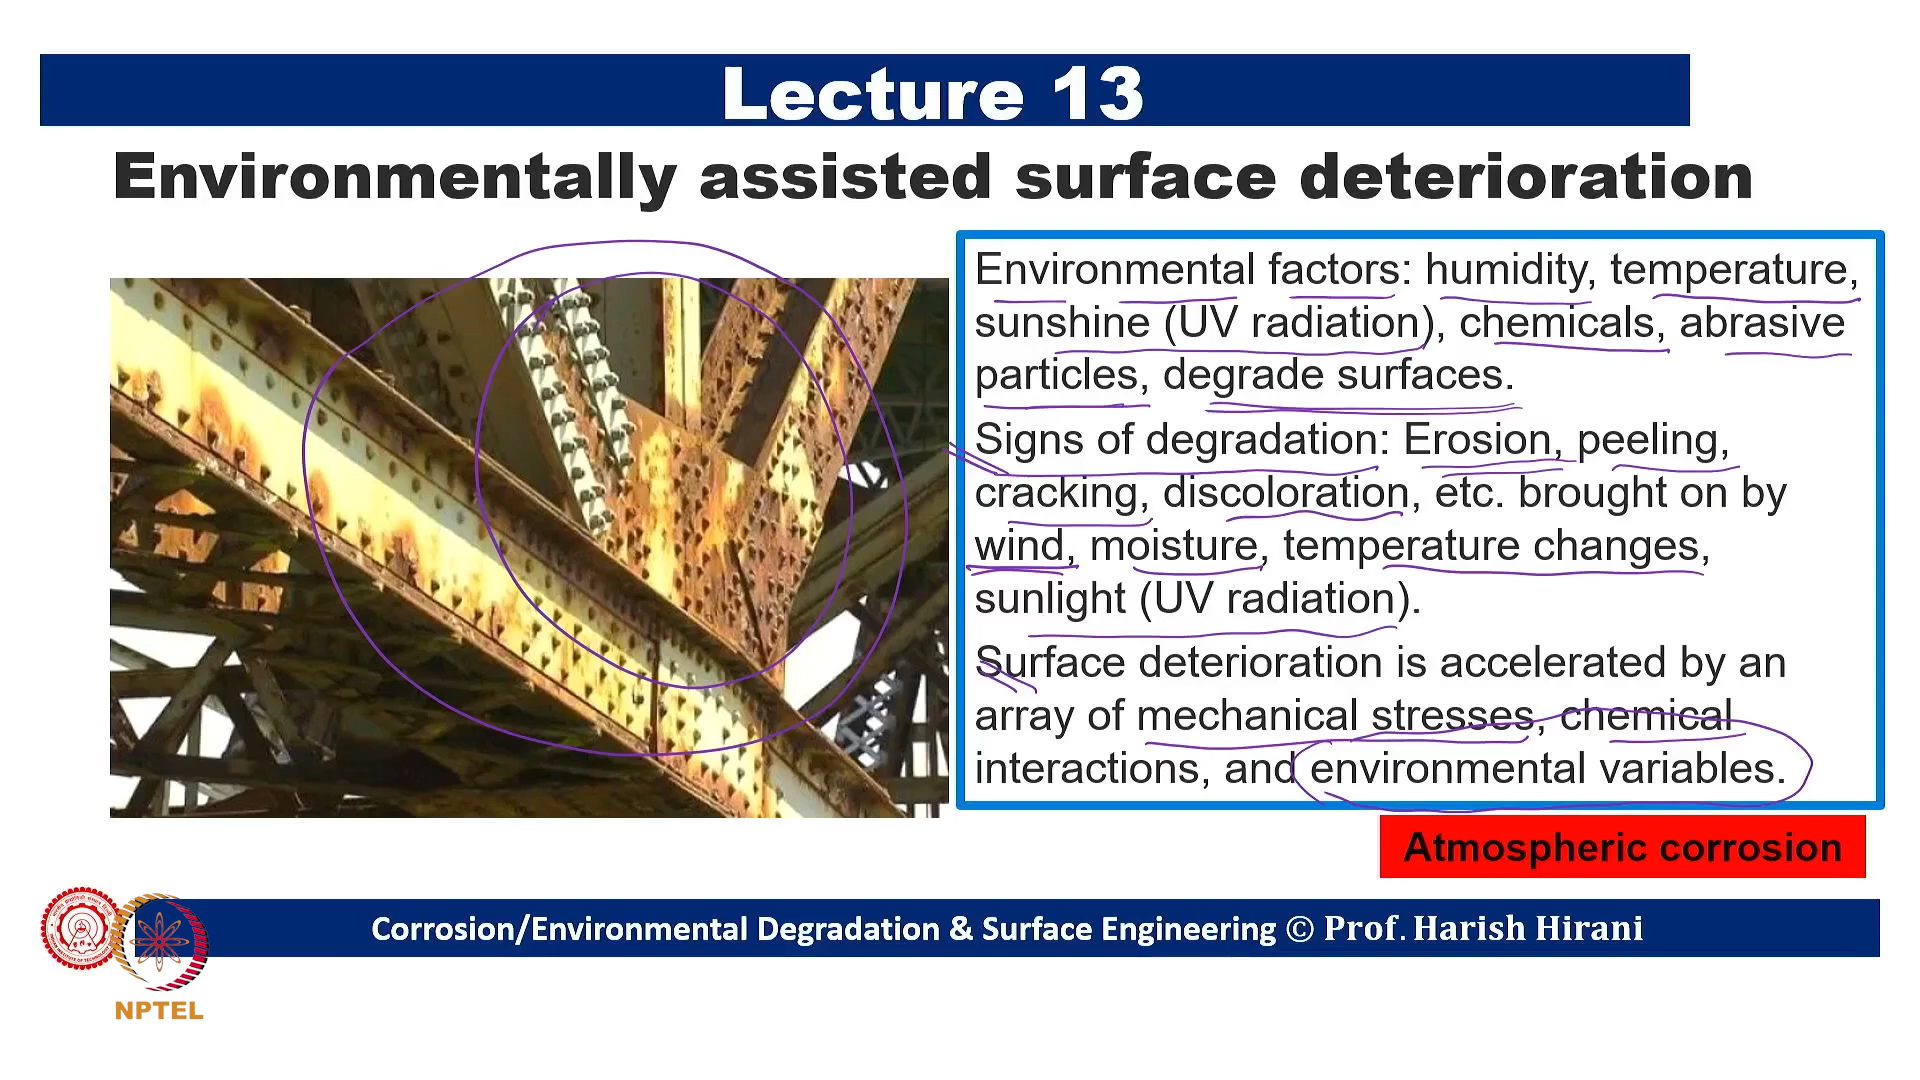 Lecture 13
Environmentally assisted surface deterioration
Environmental factors: humidity, temperature,
sunshine (UV radiation), chemicals, abrasive
particles, degrade surfaces.
Signs of degradation: Erosion, peeling,
cracking, discoloration, etc. brought on by
wind, moisture, temperature changes,
sunlight (UV radiation).
Surface deterioration is accelerated by an
array of mechanical stresses, chemical
interactions, and environmental variables.
Atmospheric corrosion
Corrosion/Environmental Degradation & Surface Engineering © Prof. Harish Hirani
NPTEL